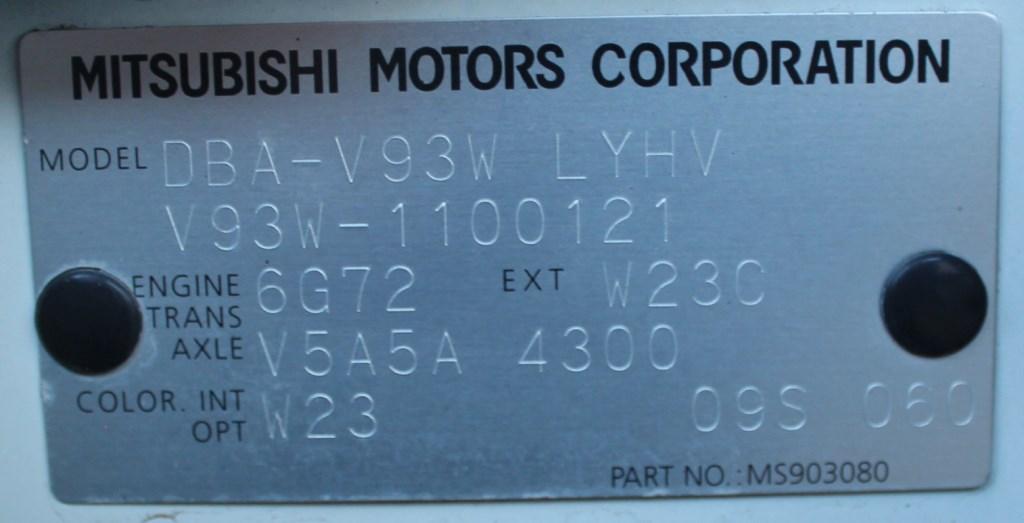 MITSUBISHI MOTORS CORPORATION
MODEL DBA-V93W LYHV
V93W-1100121
ENGINE 6G72 EXT W23C
TRANS
AXLE V5A5A 4300
COLOR. INT W23 09S 060
OPT
PART NO.:MS903080